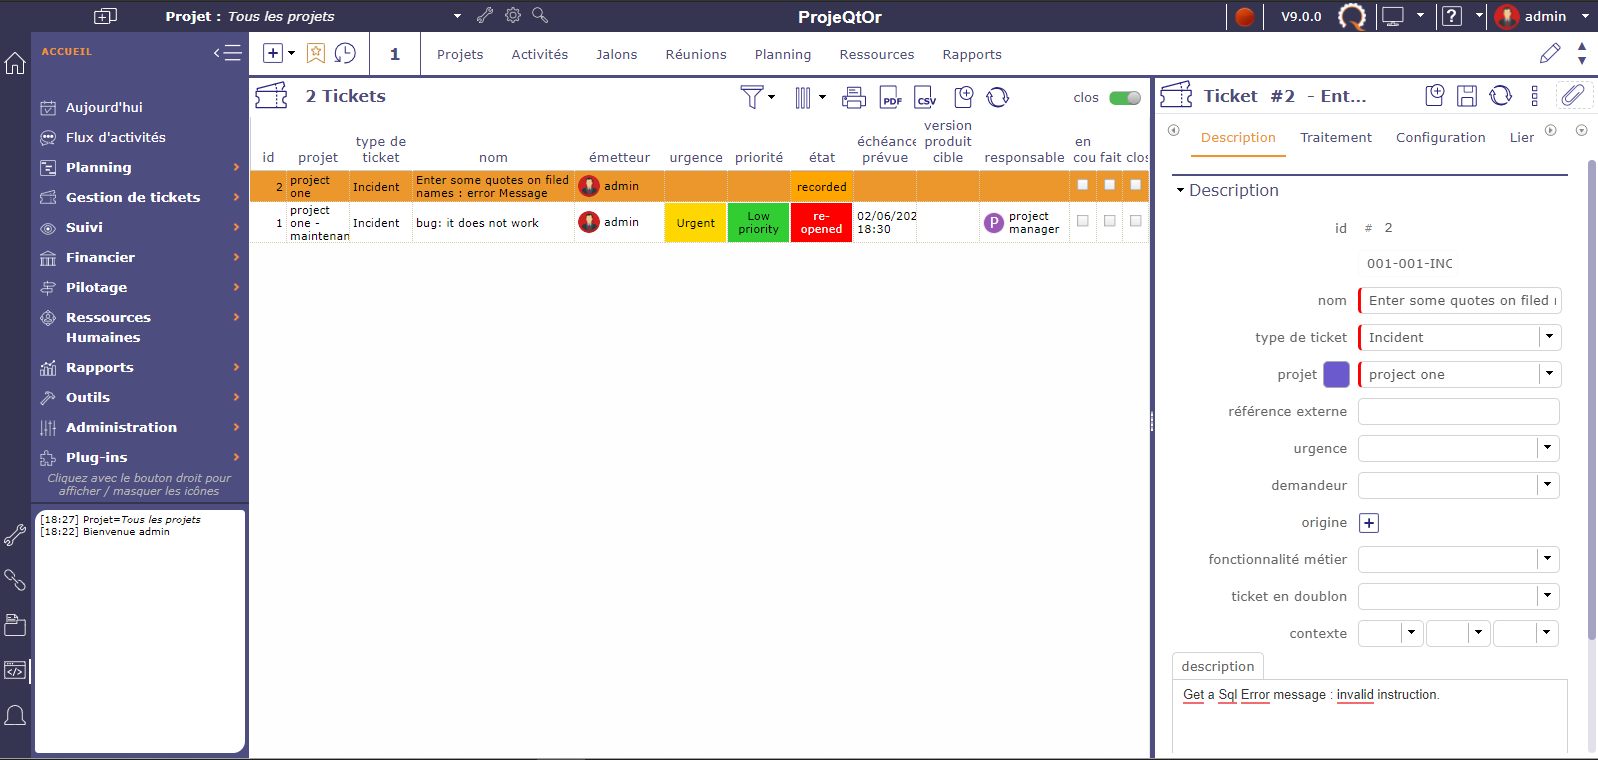 Projet : Tous les projets
ProjeQtOr
V9.0.0
?
admin
ACCUEIL
1
Projets
Activités
Jalons
Réunions
Planning
Ressources
Rapports
Aujourd'hui
Flux d'activités
Planning
Gestion de tickets
Suivi
Financier
Pilotage
Ressources
Humaines
Rapports
Outils
Administration
Plug-ins
Cliquez avec le bouton droit pour
afficher / masquer les icônes
[18:27] Projet=Tous les projets
[18:22] Bienvenue admin
2 Tickets
PDF
CSV
clos
id
projet
type de
ticket
nom
émetteur
urgence
priorité
état
échéance
prévue
version
produit
cible
responsable
en
cou
fait
clos
2
project
one
Incident
Enter some quotes on filed
names : error Message
admin
recorded
1
project
one -
maintenan
Incident
bug: it does not work
admin
Urgent
Low
priority
re-
opened
02/06/202
18:30
P
project
manager
Ticket #2 - Ent...
Description
Traitement
Configuration
Lier
Description
id # 2
001-001-INC
nom Enter some quotes on filed
type de ticket Incident
projet project one
référence externe
urgence
demandeur
origine
fonctionnalité métier
ticket en doublon
contexte
description
Get a Sql Error message : invalid instruction.